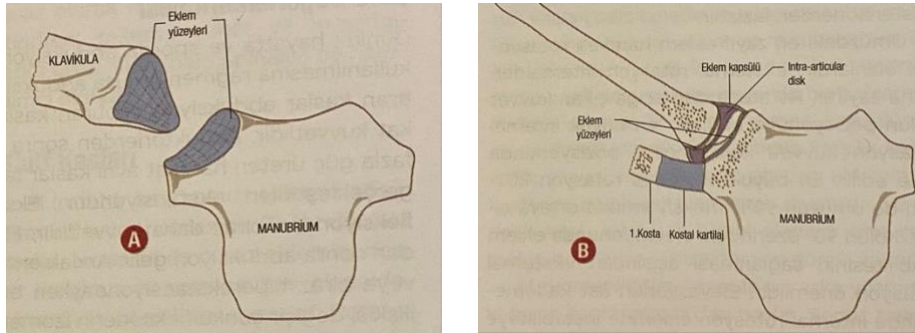 Eklem
yüzeyleri
KLAVİKULA
MANUBRİUM
A
Eklem kapsülü
Intra-articular
disk
Eklem
yüzeyleri
1.Kosta
Kostal kartilaj
MANUBRİUM
B